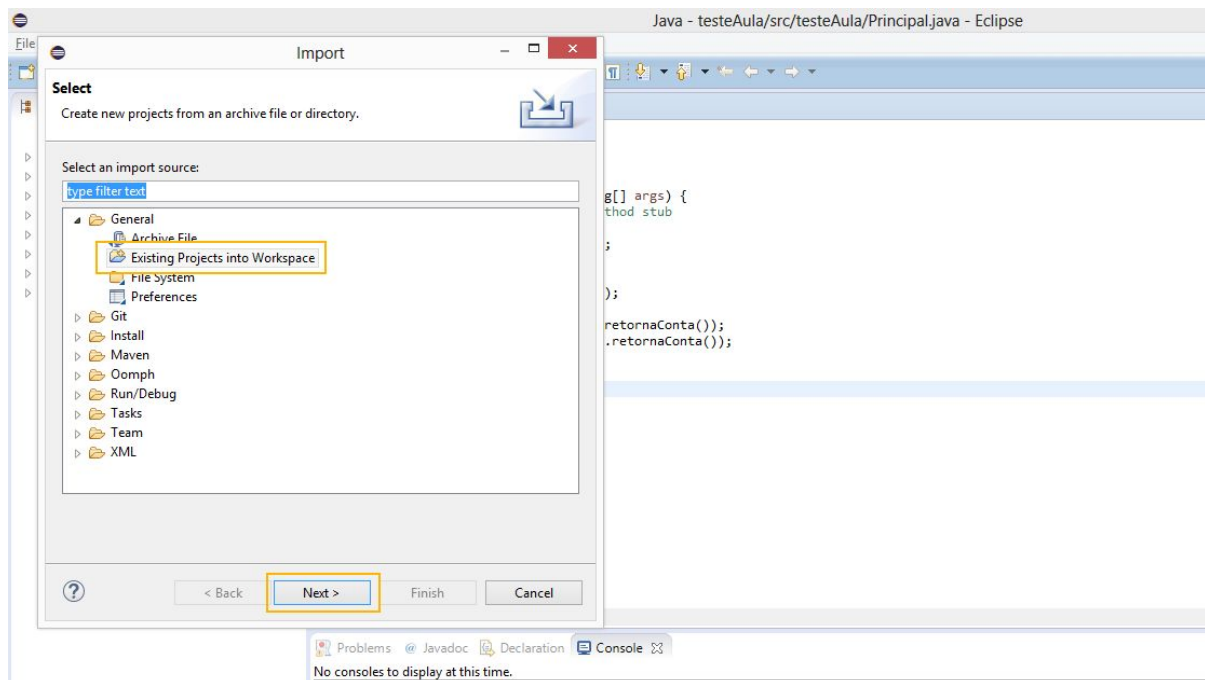 Java - testeAula/src/testeAula/Principal.java - Eclipse
File
Import
Select
Create new projects from an archive file or directory.
Select an import source:
type filter text
General
Archive File
Existing Projects into Workspace
File System
Preferences
Git
Install
Maven
Oomph
Run/Debug
Tasks
Team
XML
< Back Next > Finish Cancel
g[] args) {
thod stub
;
);
retornaConta());
.retornaConta());
Problems @ Javadoc Declaration Console
No consoles to display at this time.